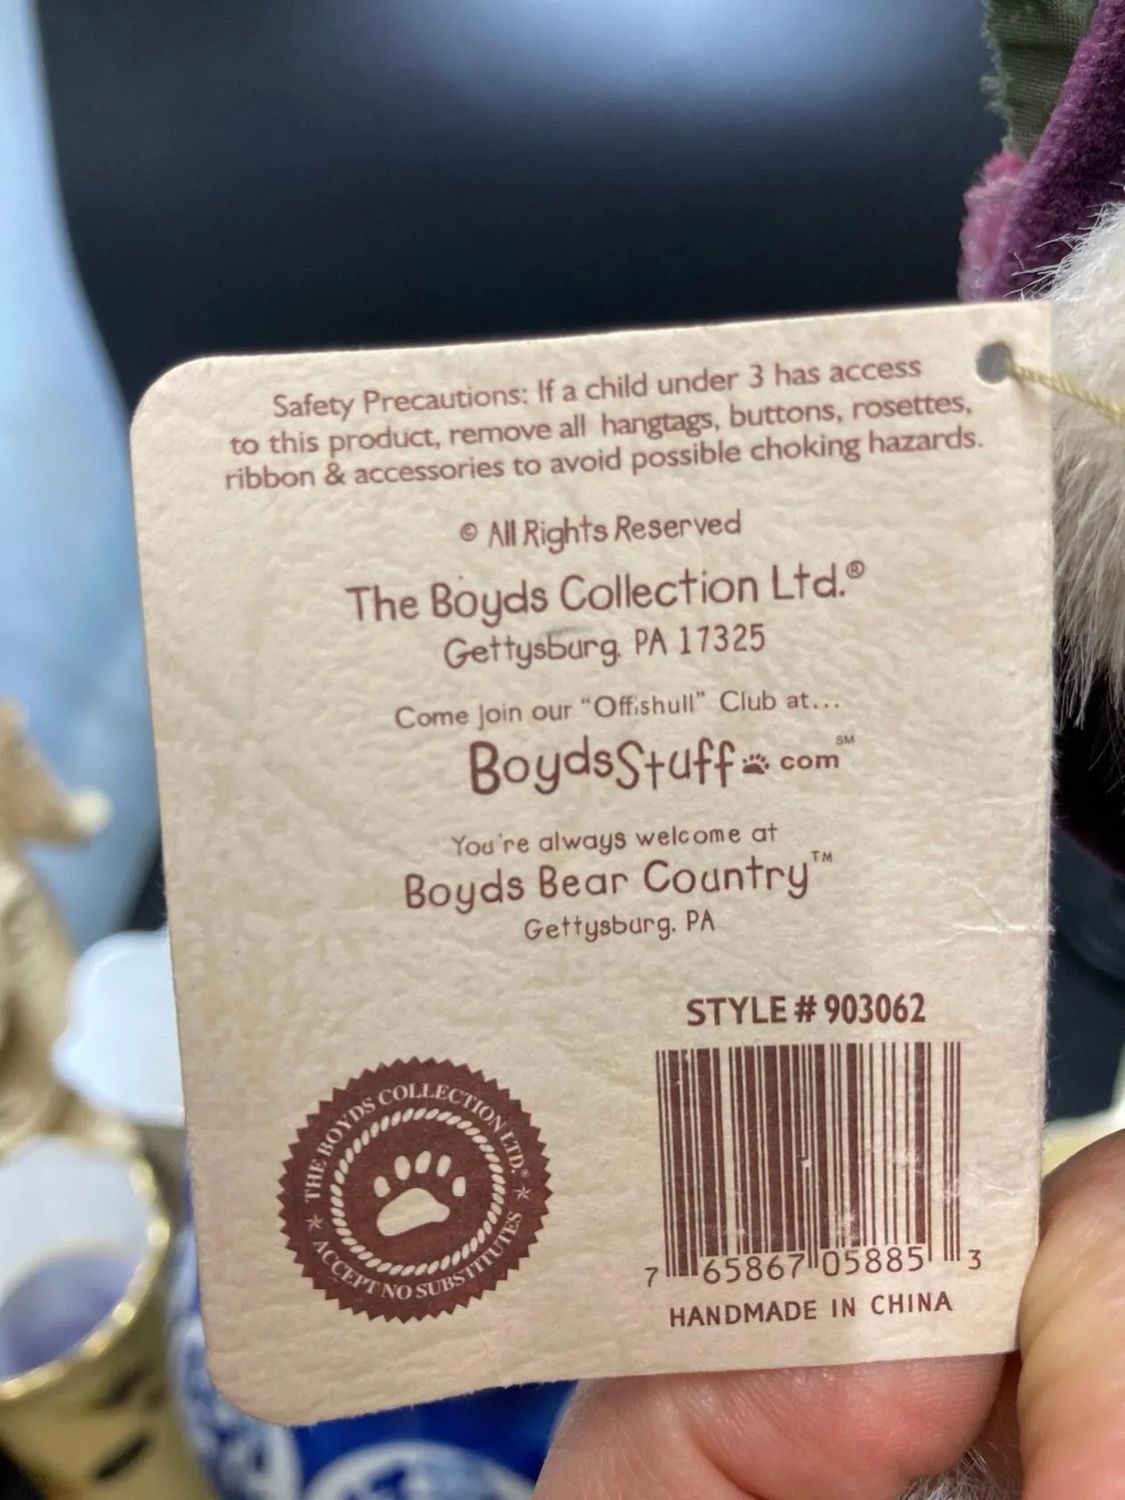 Safety Precautions: If a child under 3 has access
to this product, remove all hangtags, buttons, rosettes,
ribbon & accessories to avoid possible choking hazards.
© All Rights Reserved
The Boyds Collection Ltd.®
Gettysburg, PA 17325
Come join our "Offishull" Club at...
BoydsStuff.com℠
You're always welcome at
Boyds Bear Country™
Gettysburg, PA
STYLE # 903062
THE BOYDS COLLECTION LTD.®
ACCEPT NO SUBSTITUTES
7 65867 05885 3
HANDMADE IN CHINA